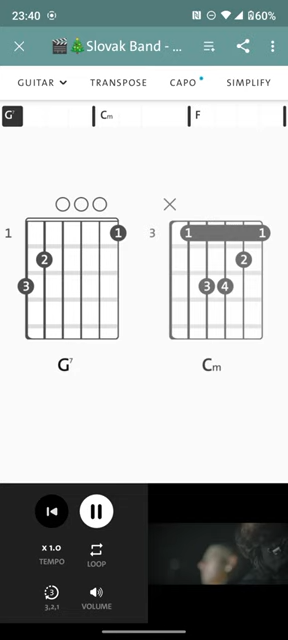 23:40
60%
🎬🎄Slovak Band - ...
GUITAR TRANSPOSE CAPO SIMPLIFY
G7 Cm F
1 1 2 3
3 1 1 2 3 4
G7 Cm
x 1.0
TEMPO LOOP
3
3,2,1 VOLUME